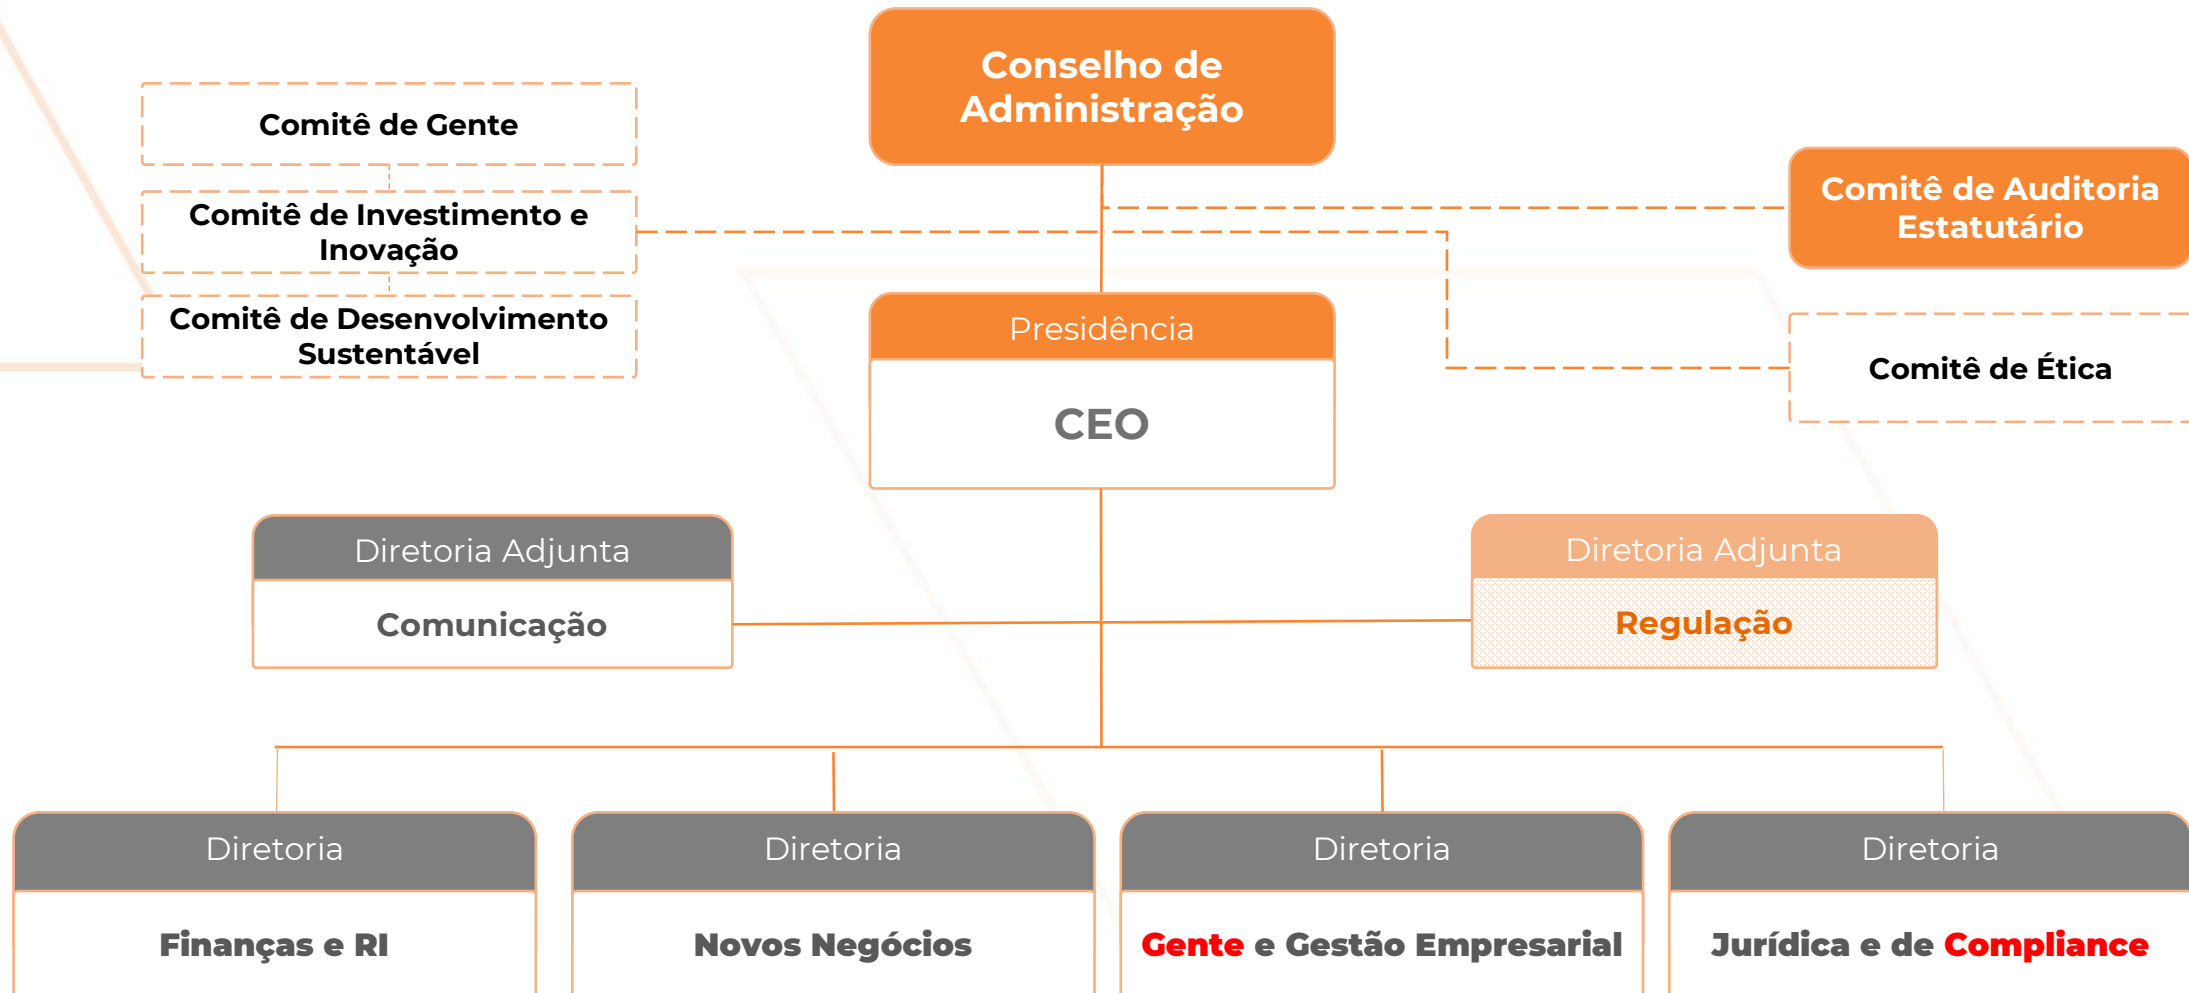 Conselho de
Administração
Comitê de Gente
Comitê de Investimento e
Inovação
Comitê de Desenvolvimento
Sustentável
Comitê de Auditoria
Estatutário
Comitê de Ética
Presidência
CEO
Diretoria Adjunta
Comunicação
Diretoria Adjunta
Regulação
Diretoria
Finanças e RI
Diretoria
Novos Negócios
Diretoria
Gente e Gestão Empresarial
Diretoria
Jurídica e de Compliance